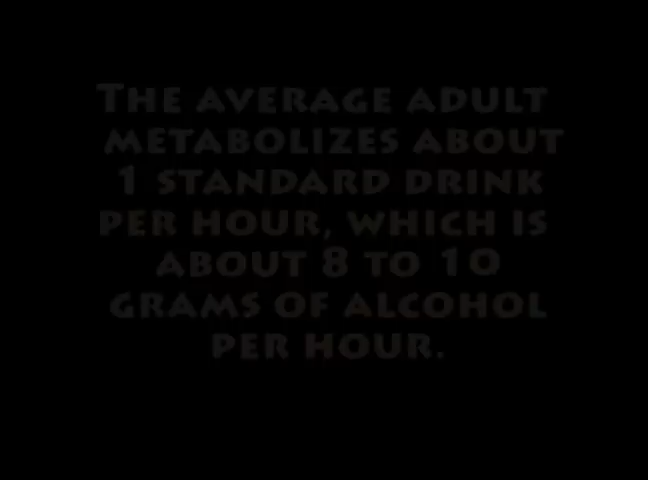 The average adult
metabolizes about
1 standard drink
per hour, which is
about 8 to 10
grams of alcohol
per hour.